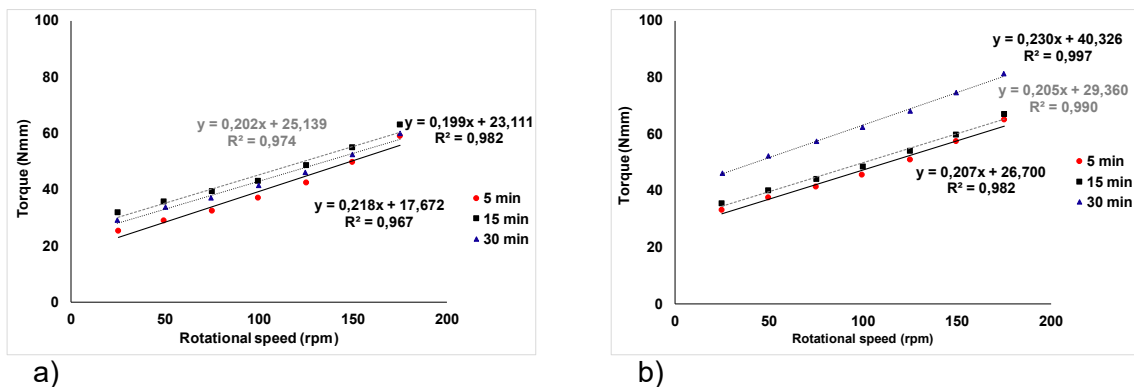 100
80
60
40
20
0
0
50
100
150
200
Torque (Nmm)
Rotational speed (rpm)
y = 0,202x + 25,139
R² = 0,974
y = 0,199x + 23,111
R² = 0,982
y = 0,218x + 17,672
R² = 0,967
5 min
15 min
30 min
a)
100
80
60
40
20
0
0
50
100
150
200
Torque (Nmm)
Rotational speed (rpm)
y = 0,230x + 40,326
R² = 0,997
y = 0,205x + 29,360
R² = 0,990
y = 0,207x + 26,700
R² = 0,982
5 min
15 min
30 min
b)